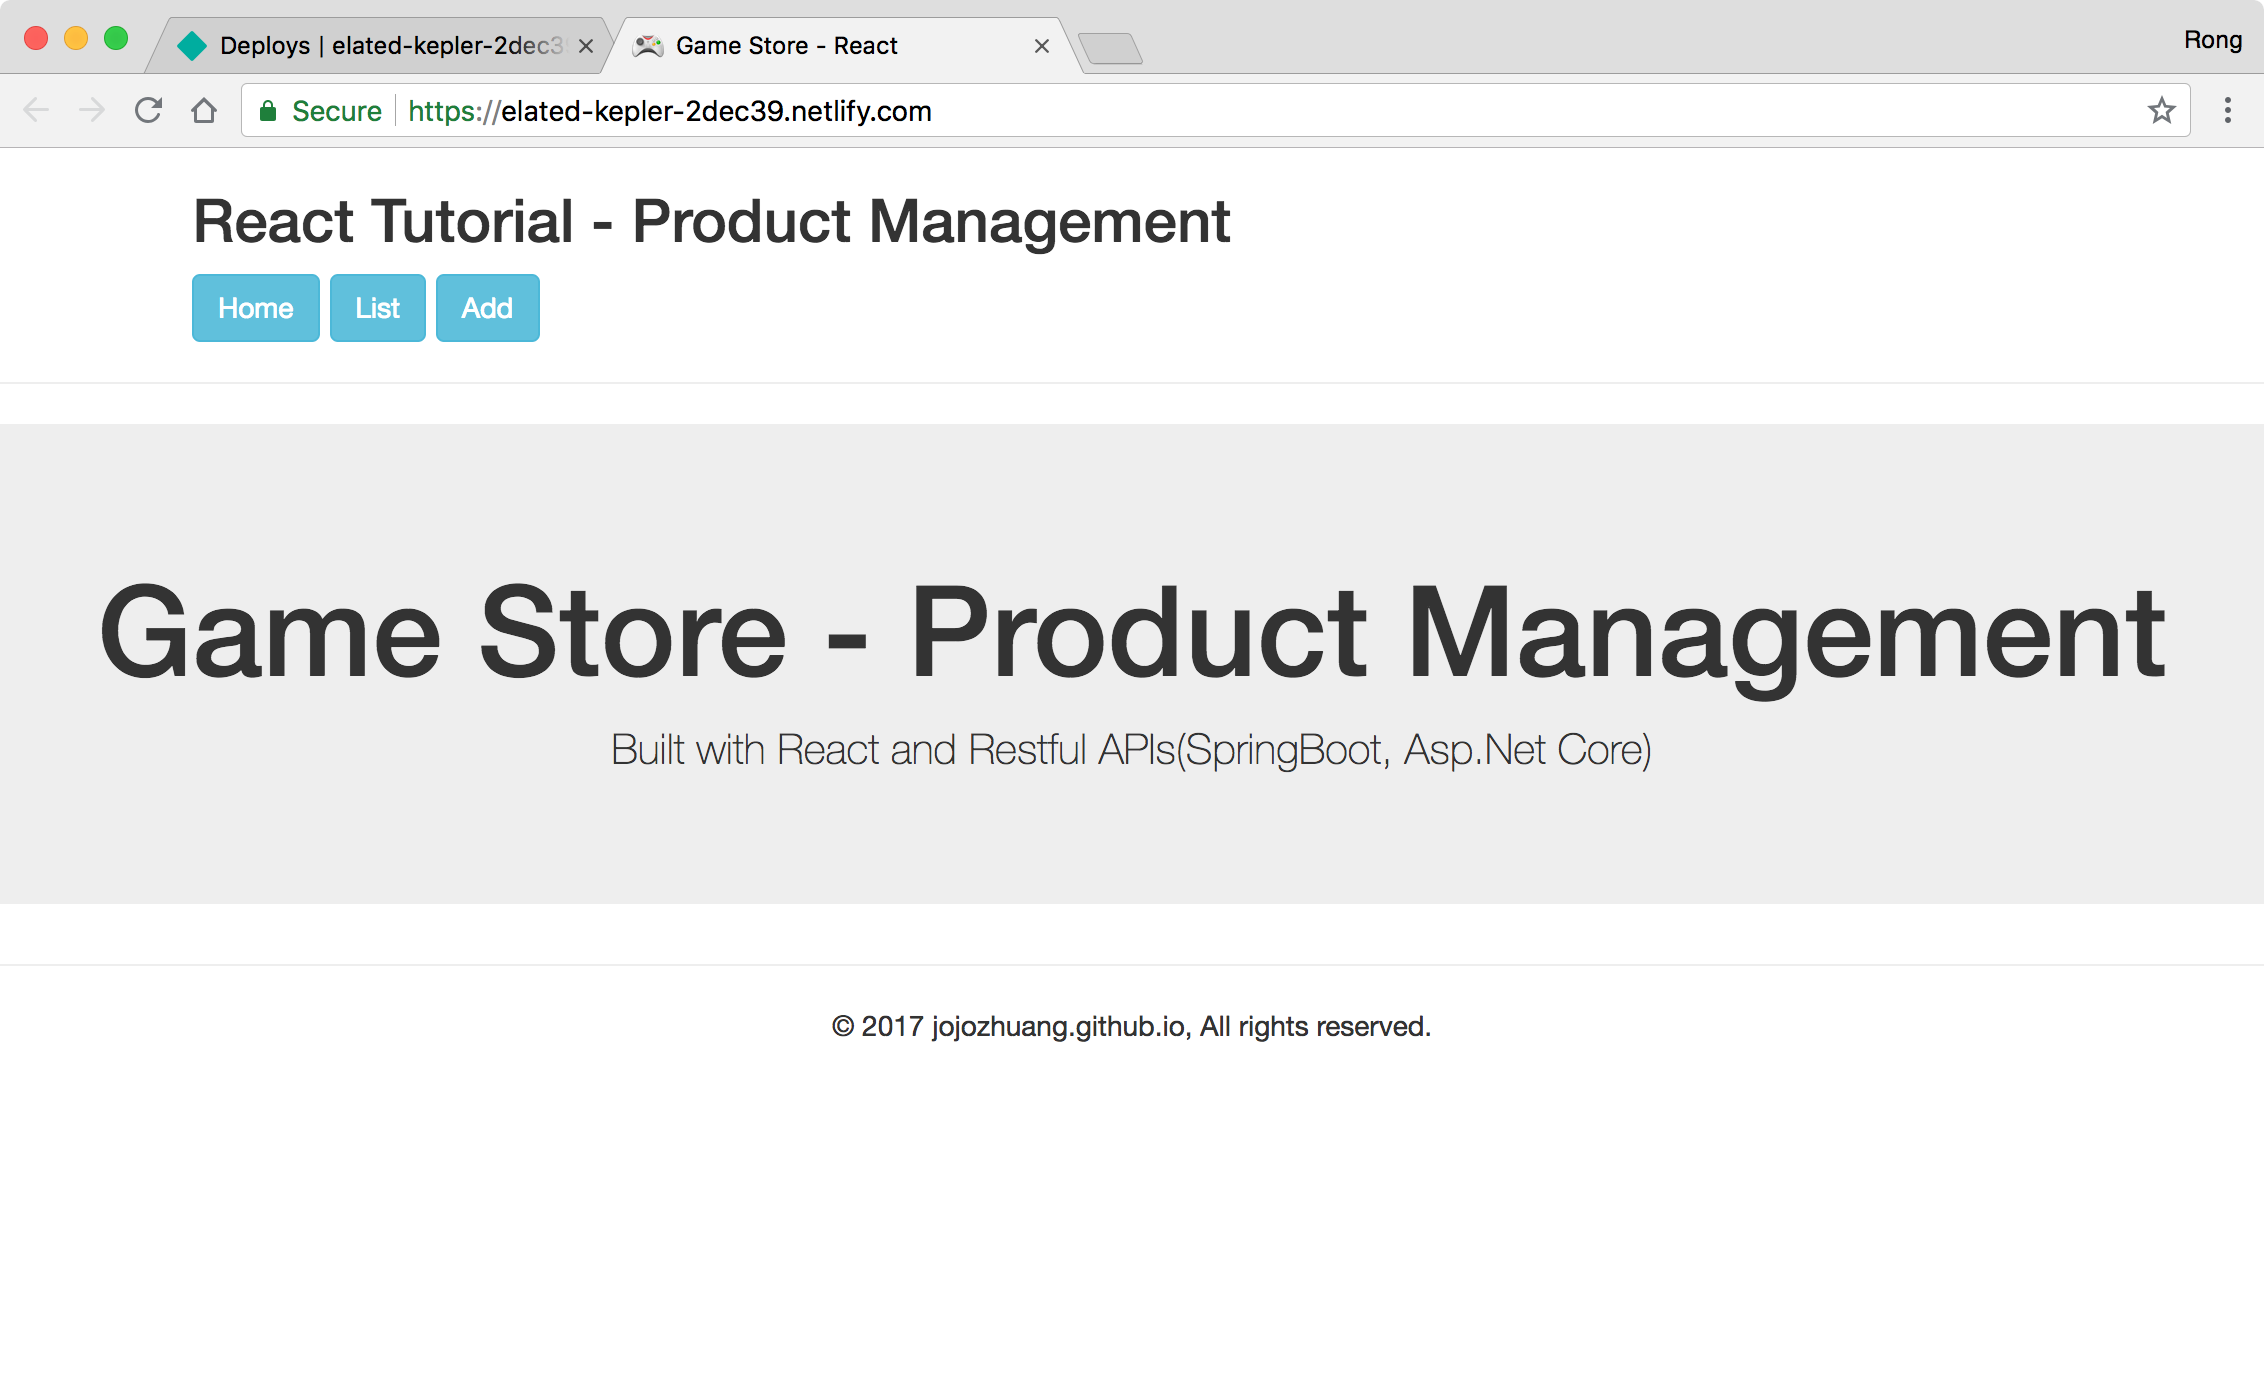 Deploys | elated-kepler-2dec39
Game Store - React
Rong
Secure
https://elated-kepler-2dec39.netlify.com
React Tutorial - Product Management
Home List Add
Game Store - Product Management
Built with React and Restful APIs(SpringBoot, Asp.Net Core)
© 2017 jojozhuang.github.io, All rights reserved.